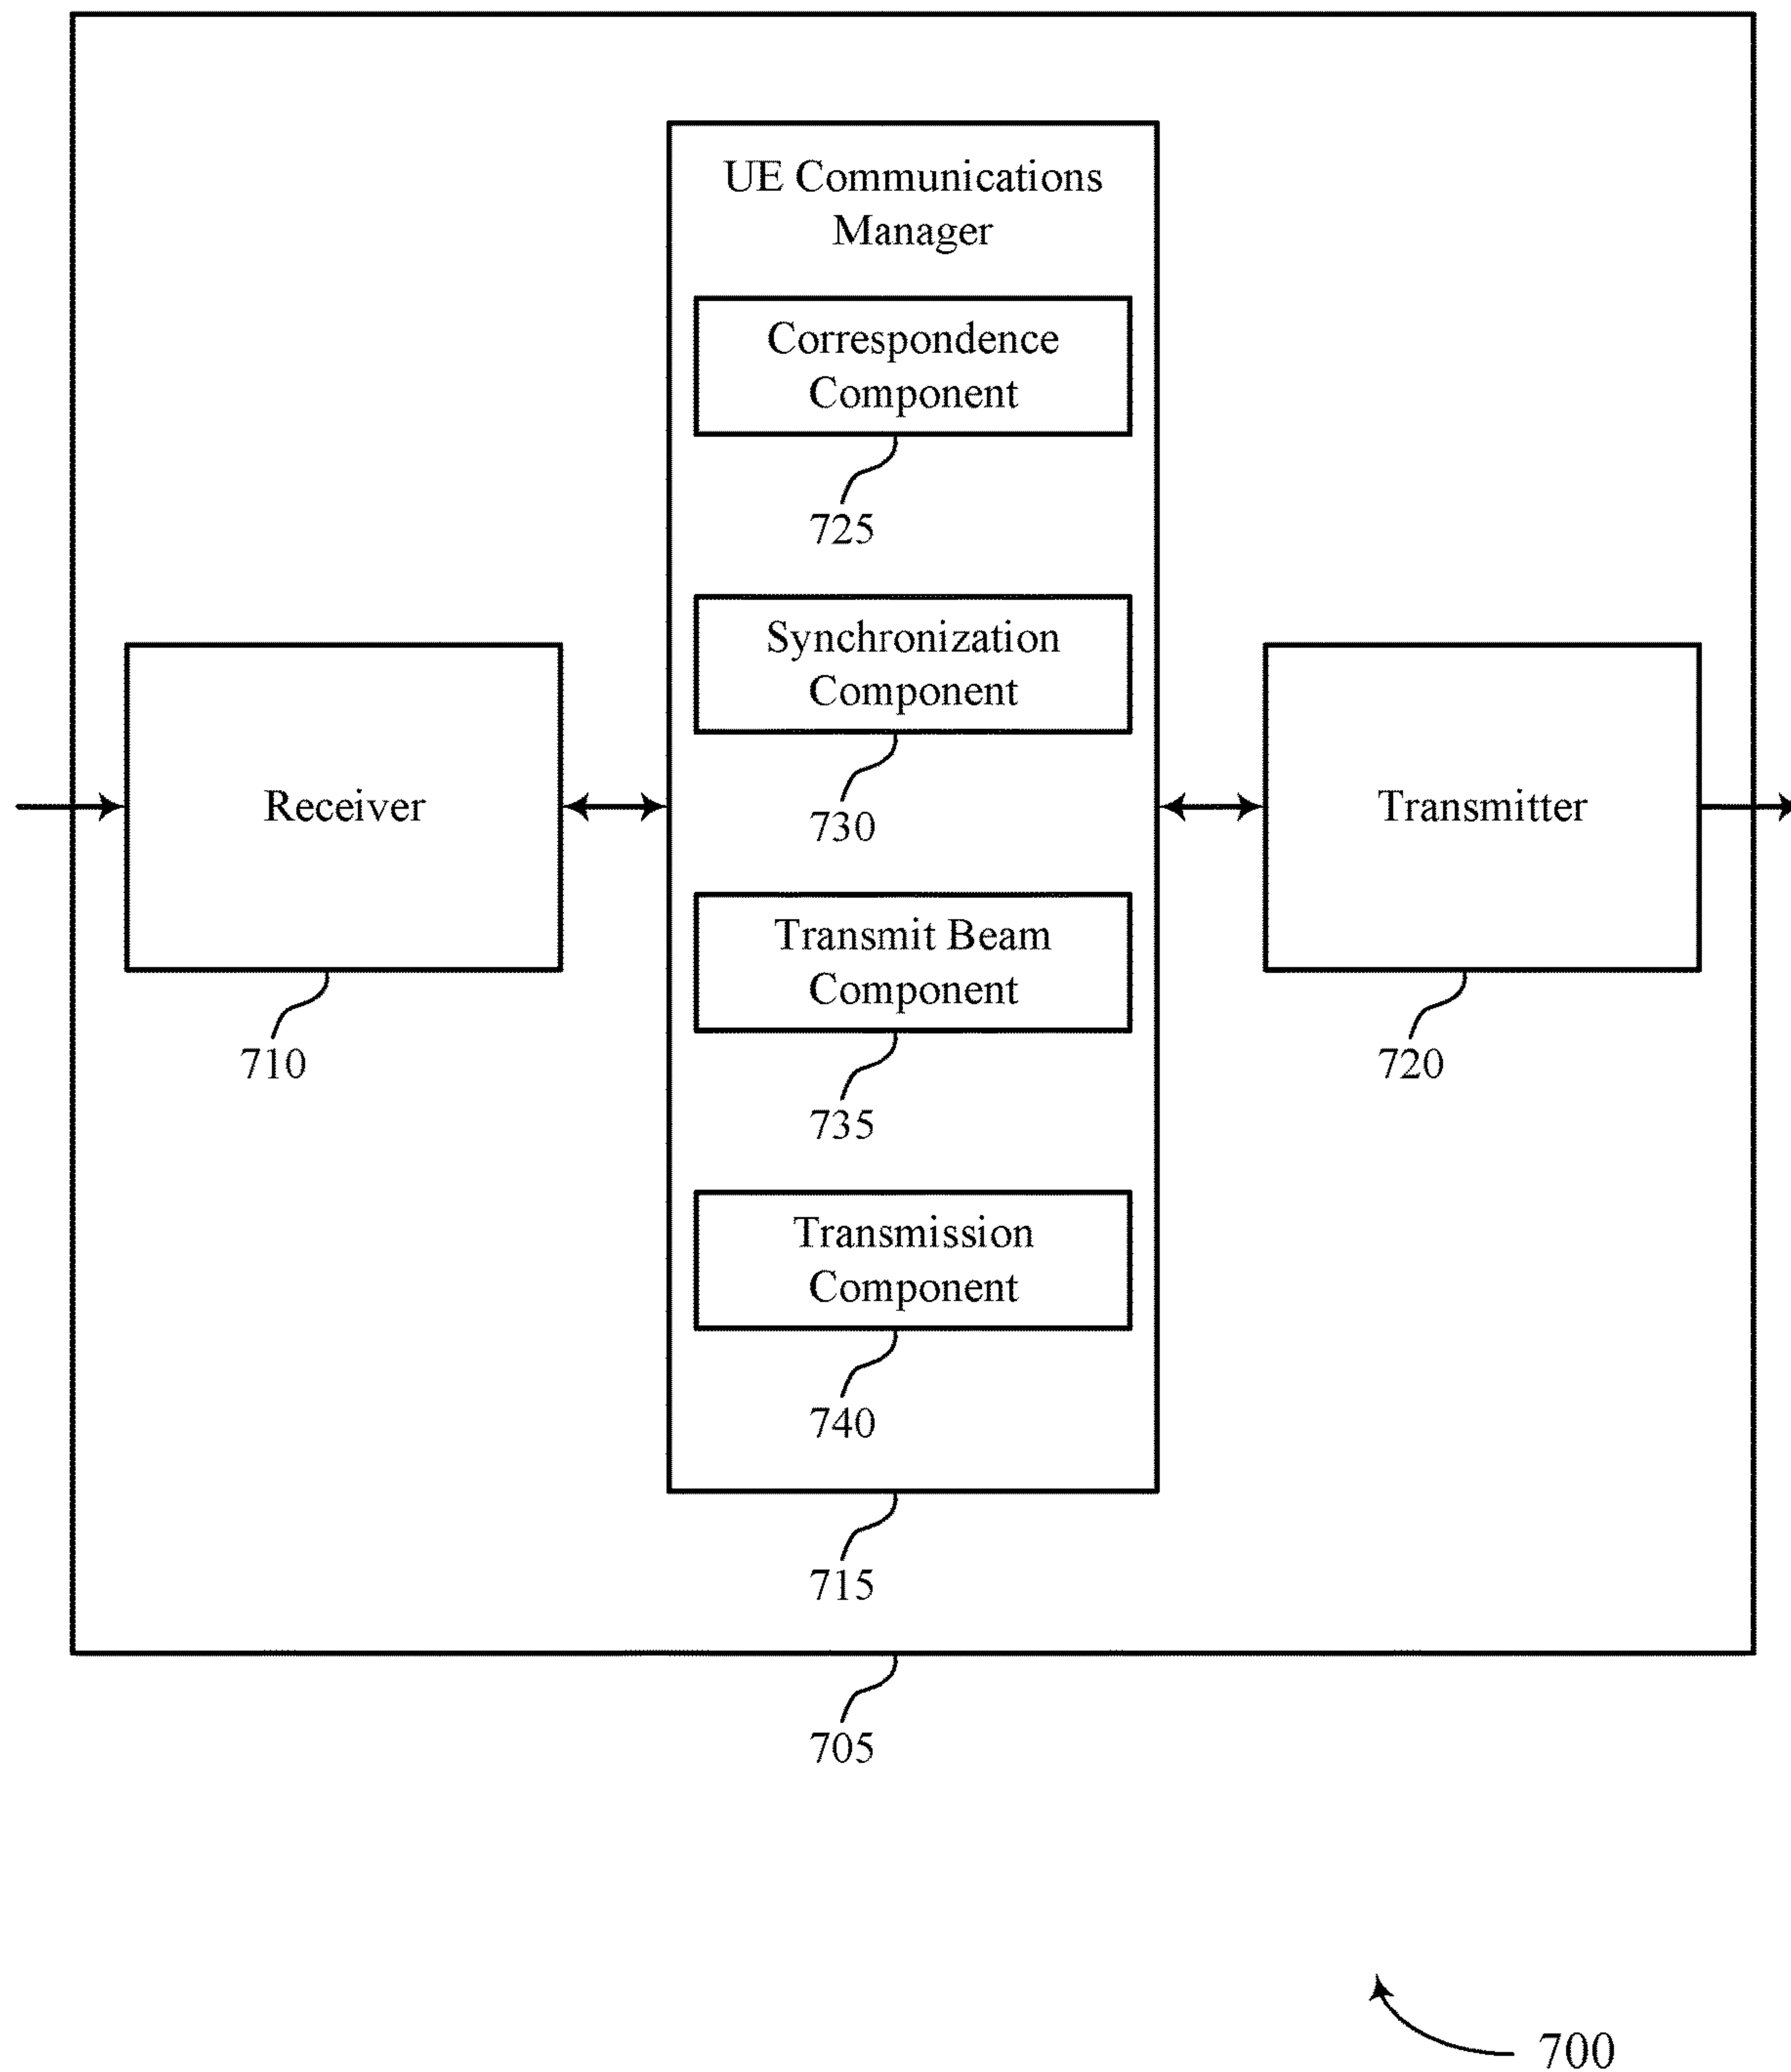 UE Communications
Manager
Correspondence
Component
725
Synchronization
Component
730
Receiver
710
Transmitter
720
Transmit Beam
Component
735
Transmission
Component
740
715
705
700